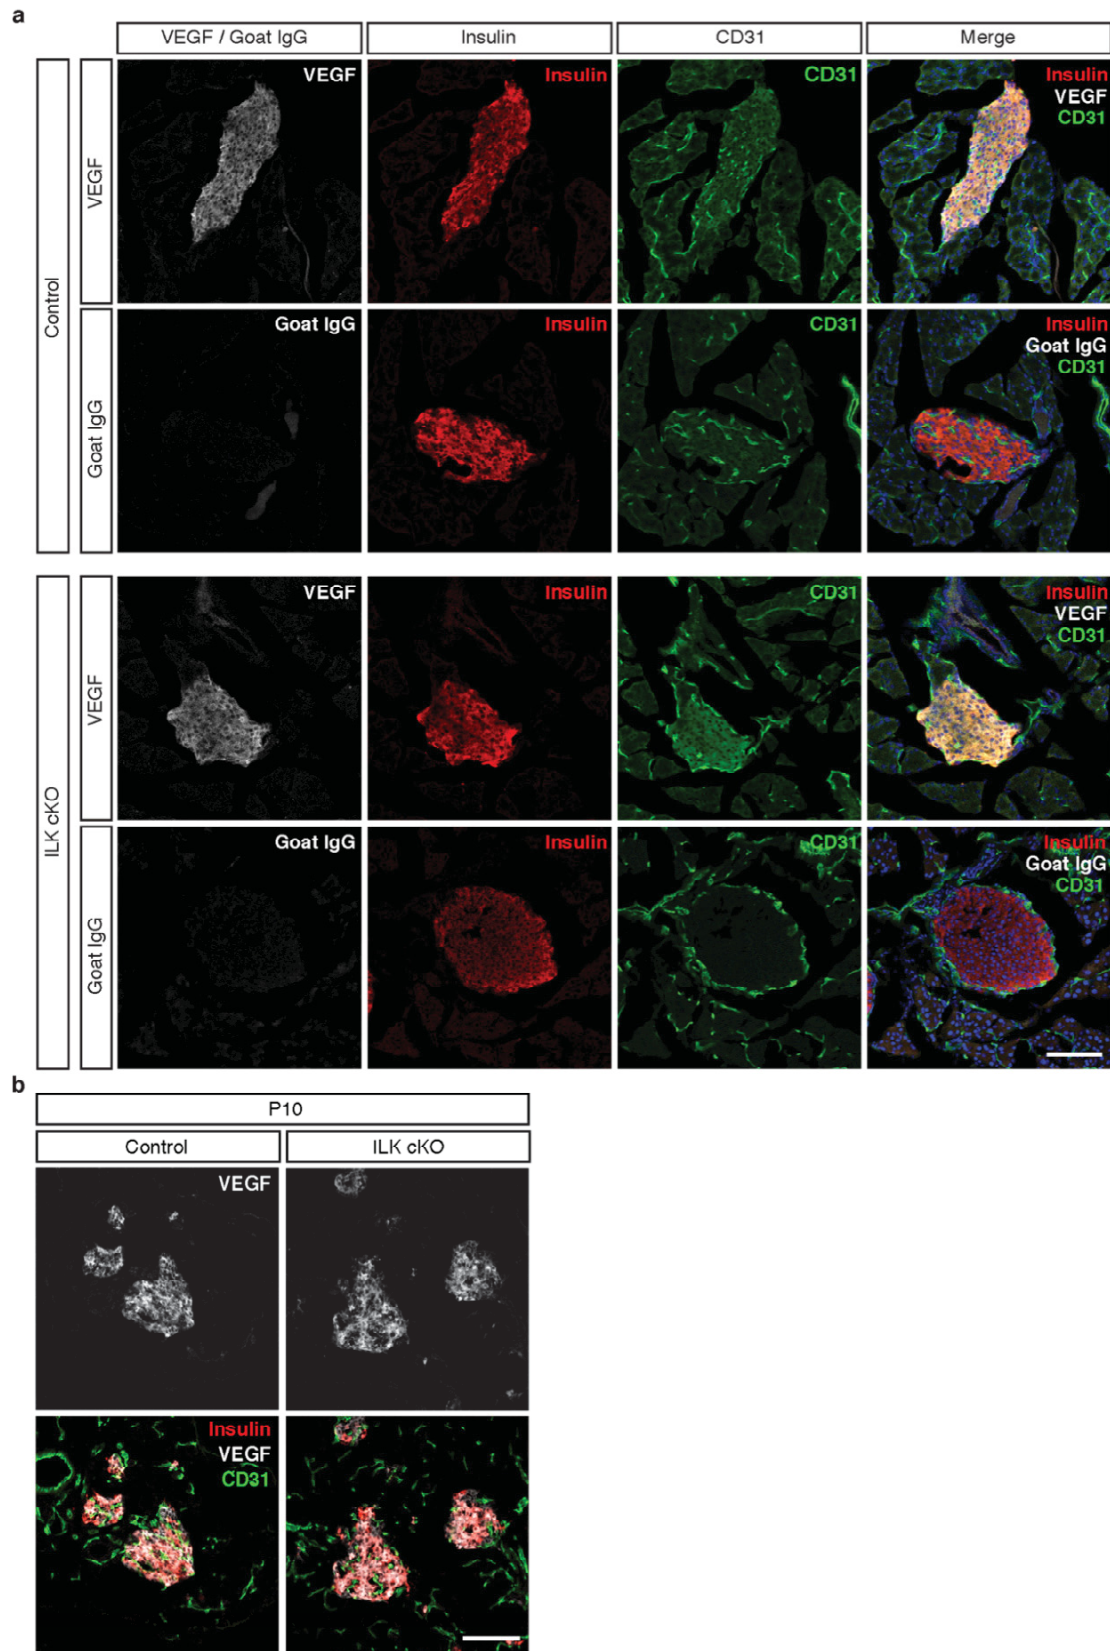 a
VEGF / Goat IgG
Insulin
CD31
Merge
Control
VEGF
VEGF
Insulin
CD31
Insulin
VEGF
CD31
Goat IgG
Goat IgG
Insulin
CD31
Insulin
Goat IgG
CD31
ILK cKO
VEGF
VEGF
Insulin
CD31
Insulin
VEGF
CD31
Goat IgG
Goat IgG
Insulin
CD31
Insulin
Goat IgG
CD31
b
P10
Control
ILK cKO
VEGF
Insulin
VEGF
CD31